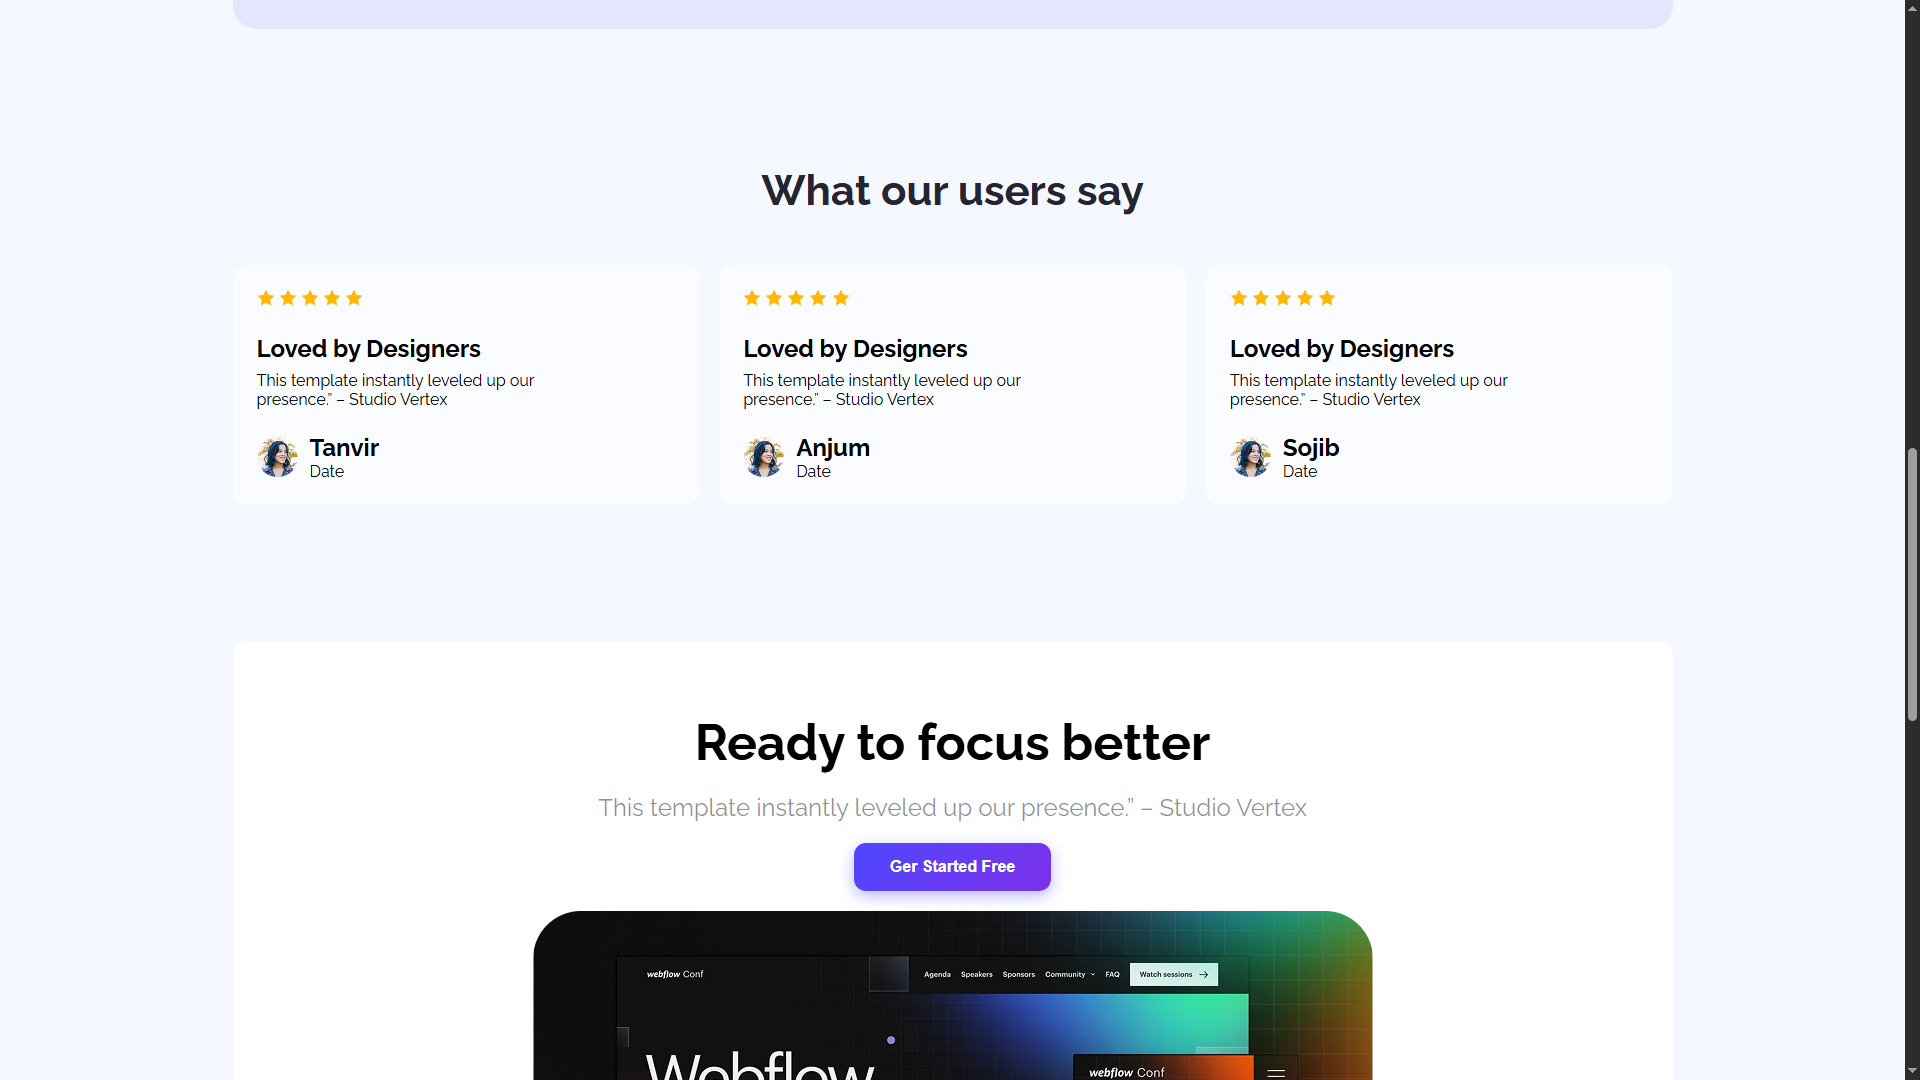 What our users say
Loved by Designers
This template instantly leveled up our
presence.” – Studio Vertex
Tanvir
Date
Loved by Designers
This template instantly leveled up our
presence.” – Studio Vertex
Anjum
Date
Loved by Designers
This template instantly leveled up our
presence.” – Studio Vertex
Sojib
Date
Ready to focus better
This template instantly leveled up our presence.” – Studio Vertex
Ger Started Free
webflow Conf
Agenda Speakers Sponsors Community FAQ Watch sessions
Webflow
webflow Conf